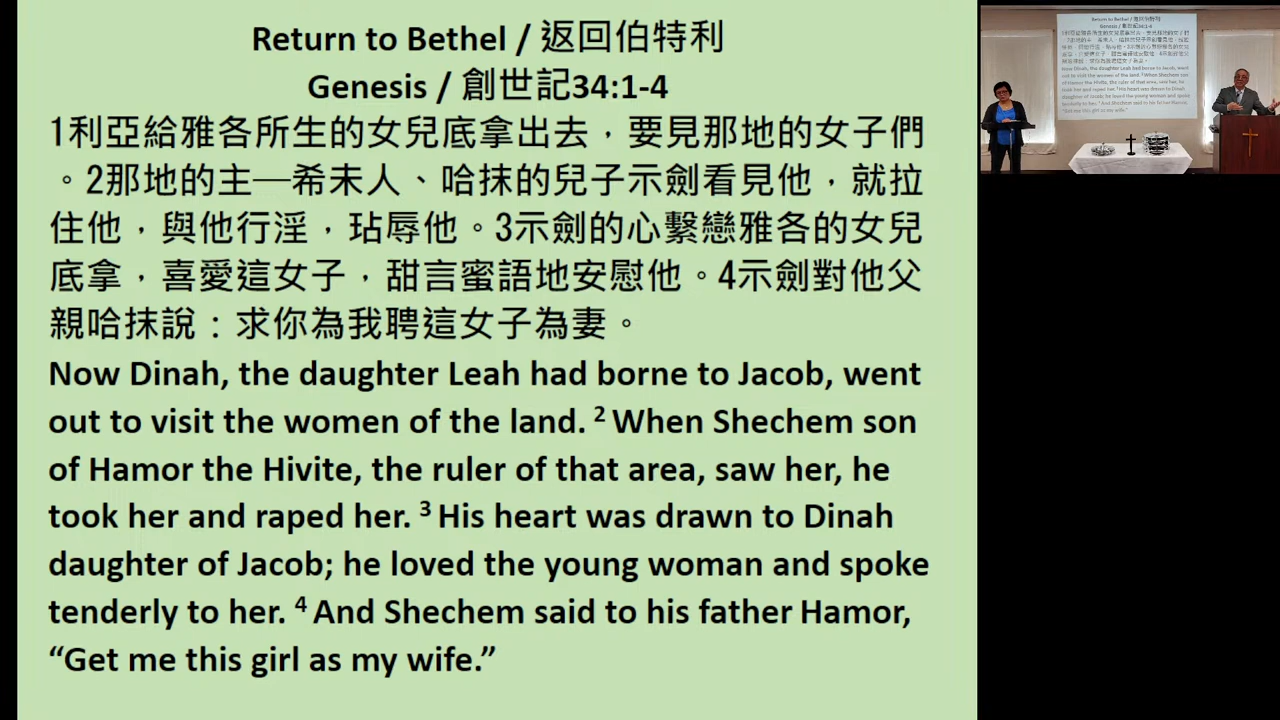 Return to Bethel / 返回伯特利
Genesis / 創世記34:1-4
1利亞給雅各所生的女兒底拿出去，要見那地的女子們
。2那地的主—希未人、哈抹的兒子示劍看見他，就拉
住他，與他行淫，玷辱他。3示劍的心繫戀雅各的女兒
底拿，喜愛這女子，甜言蜜語地安慰他。4示劍對他父
親哈抹說：求你為我聘這女子為妻。
Now Dinah, the daughter Leah had borne to Jacob, went
out to visit the women of the land. ² When Shechem son
of Hamor the Hivite, the ruler of that area, saw her, he
took her and raped her. ³ His heart was drawn to Dinah
daughter of Jacob; he loved the young woman and spoke
tenderly to her. ⁴ And Shechem said to his father Hamor,
“Get me this girl as my wife.”